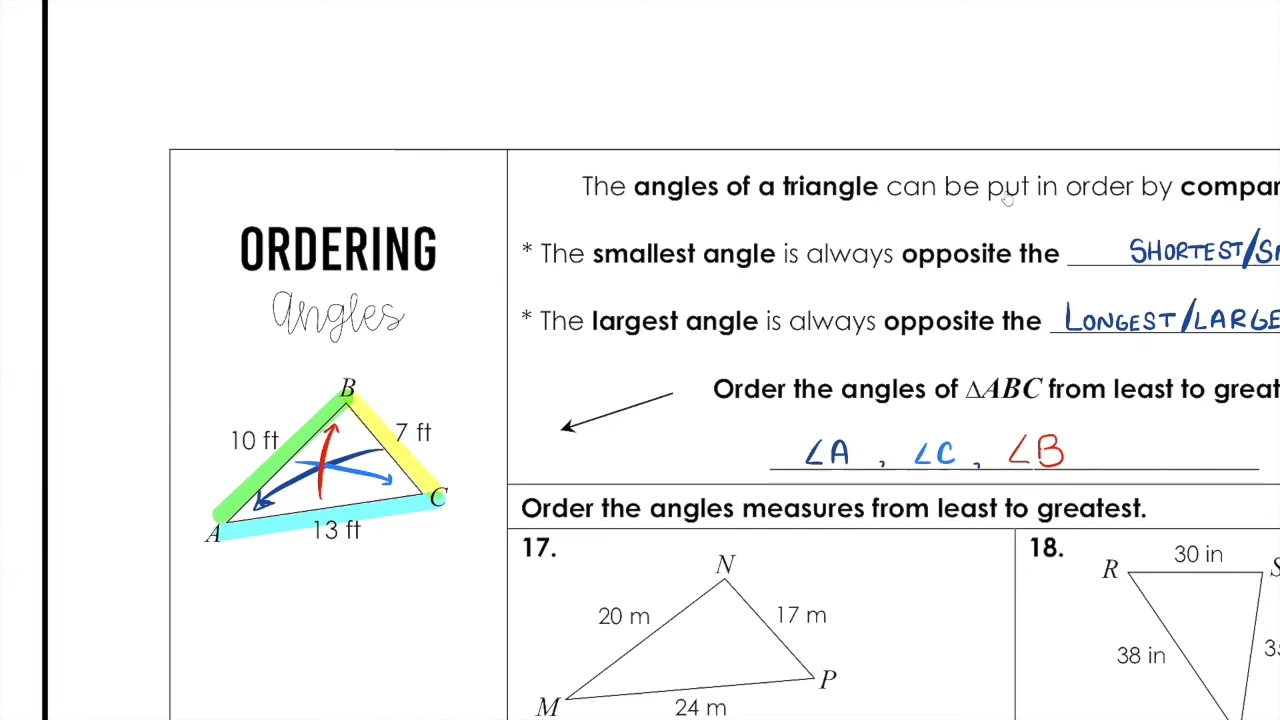 The angles of a triangle can be put in order by
ORDERING
Angles
* The smallest angle is always opposite the SHORTEST/
* The largest angle is always opposite the LONGEST/LARGE
Order the angles of ΔABC from least to
∠A , ∠C , ∠B
B
10 ft
7 ft
C
A
13 ft
Order the angles measures from least to greatest.
17.
N
20 m
17 m
P
M
24 m
18.
R
30 in
S
38 in